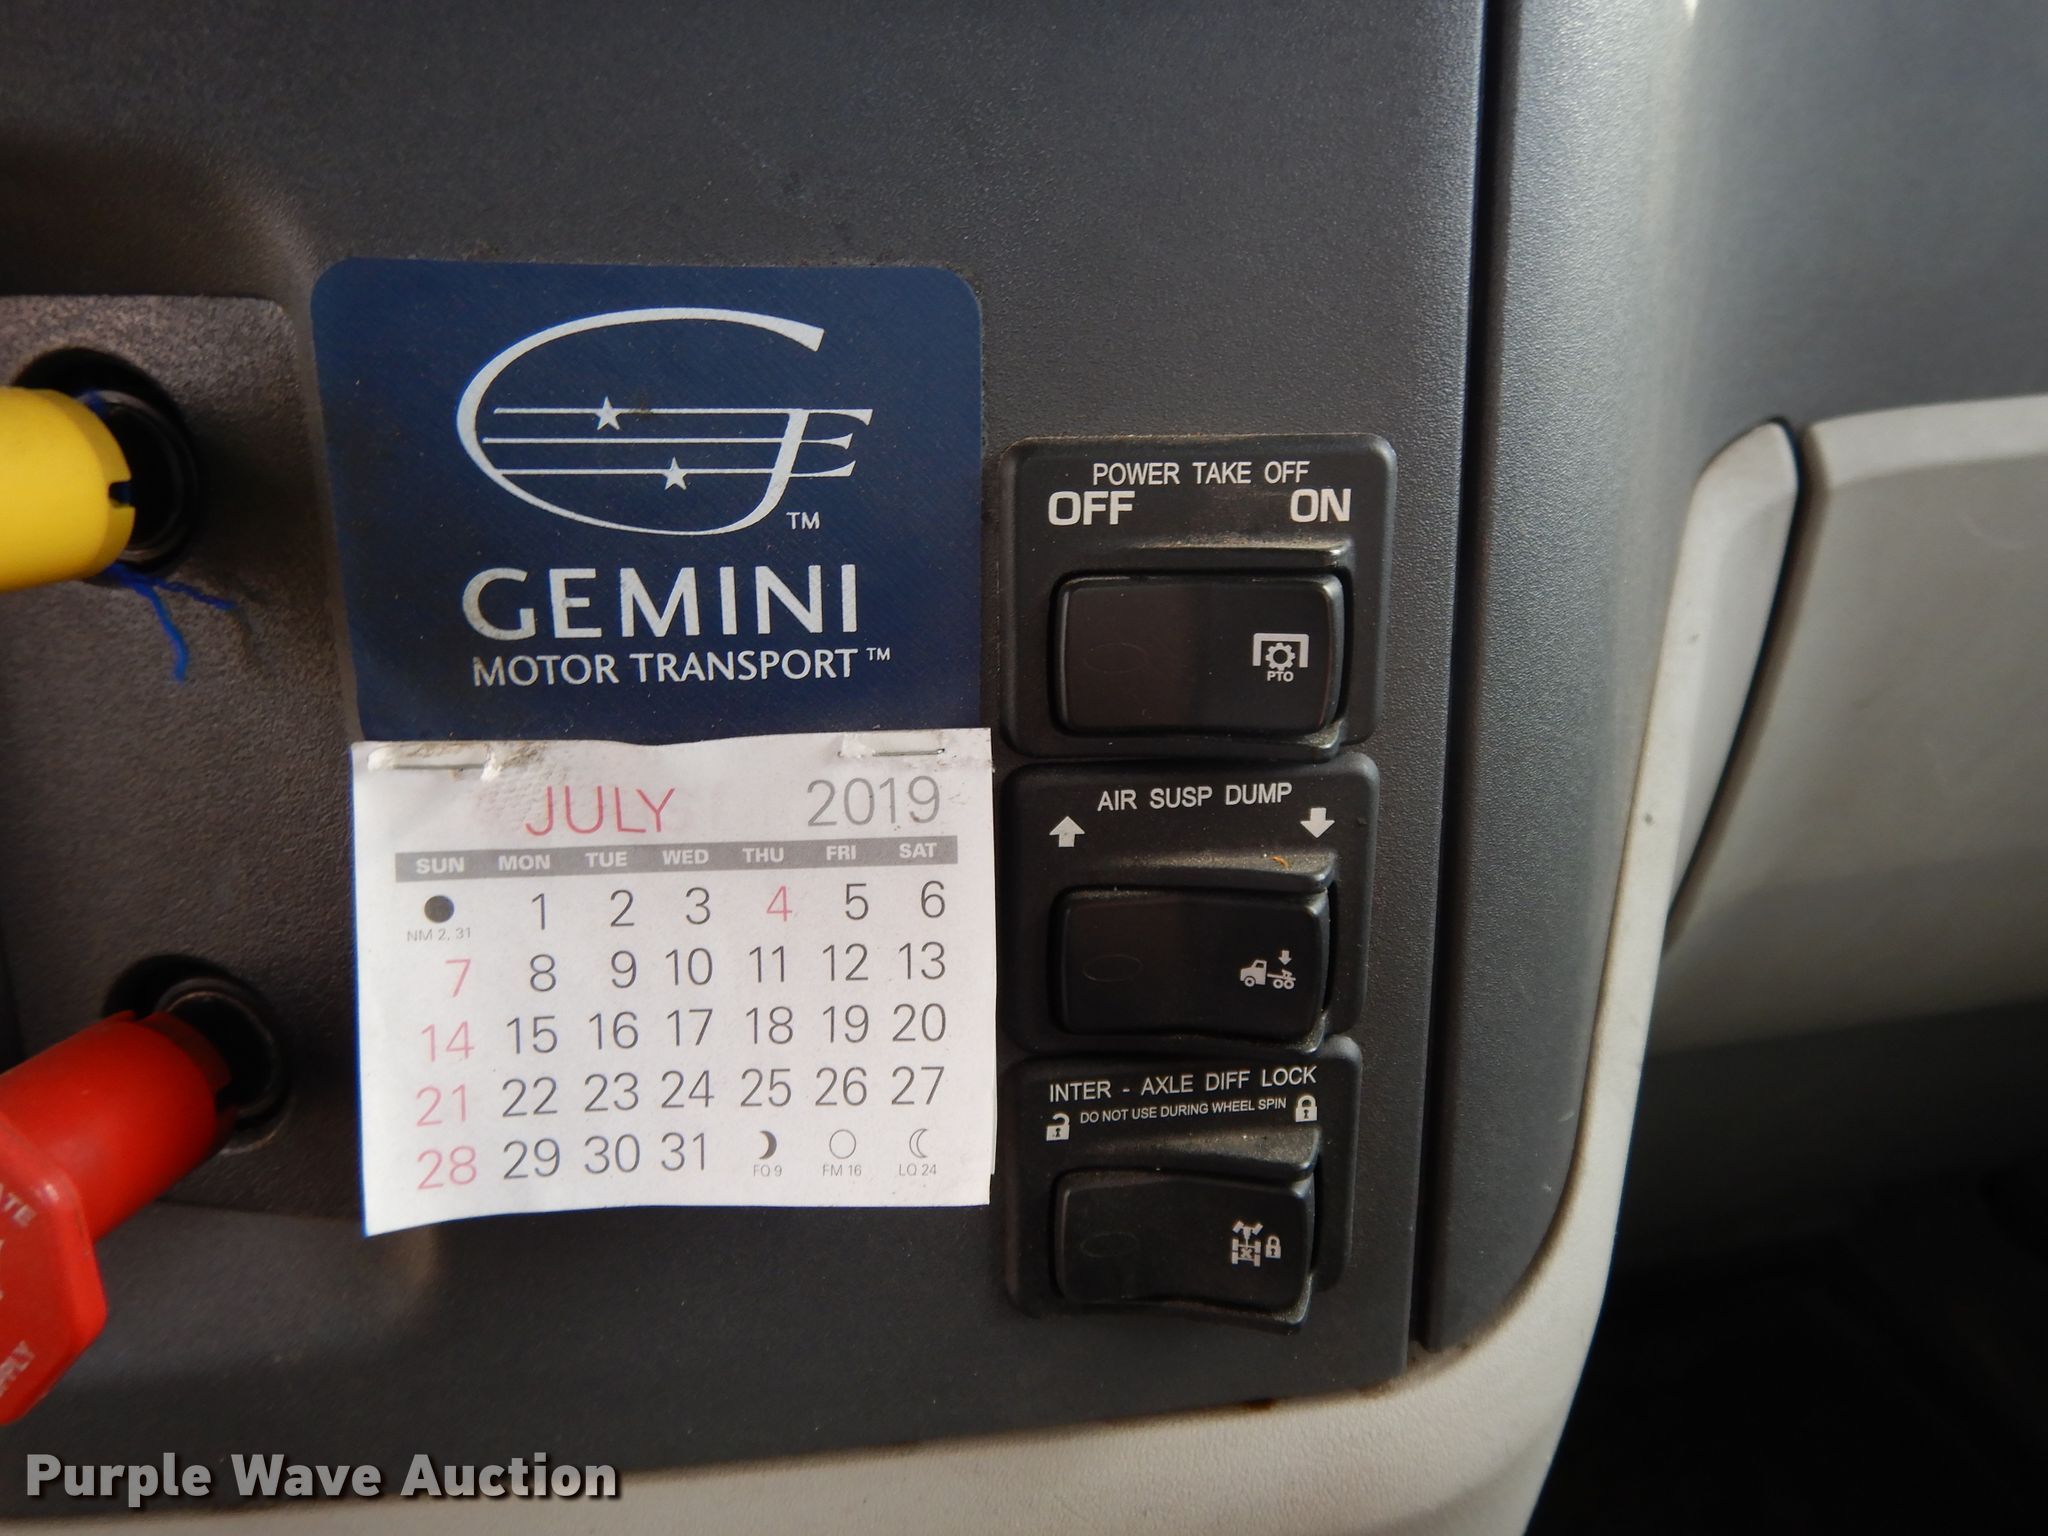 GE
TM
GEMINI
MOTOR TRANSPORT™
JULY 2019
SUN MON TUE WED THU FRI SAT
NM 2, 31 1 2 3 4 5 6
7 8 9 10 11 12 13
14 15 16 17 18 19 20
21 22 23 24 25 26 27
28 29 30 31 FQ 9 FM 16 LQ 24
POWER TAKE OFF
OFF ON
PTO
AIR SUSP DUMP
INTER - AXLE DIFF LOCK
DO NOT USE DURING WHEEL SPIN
Purple Wave Auction